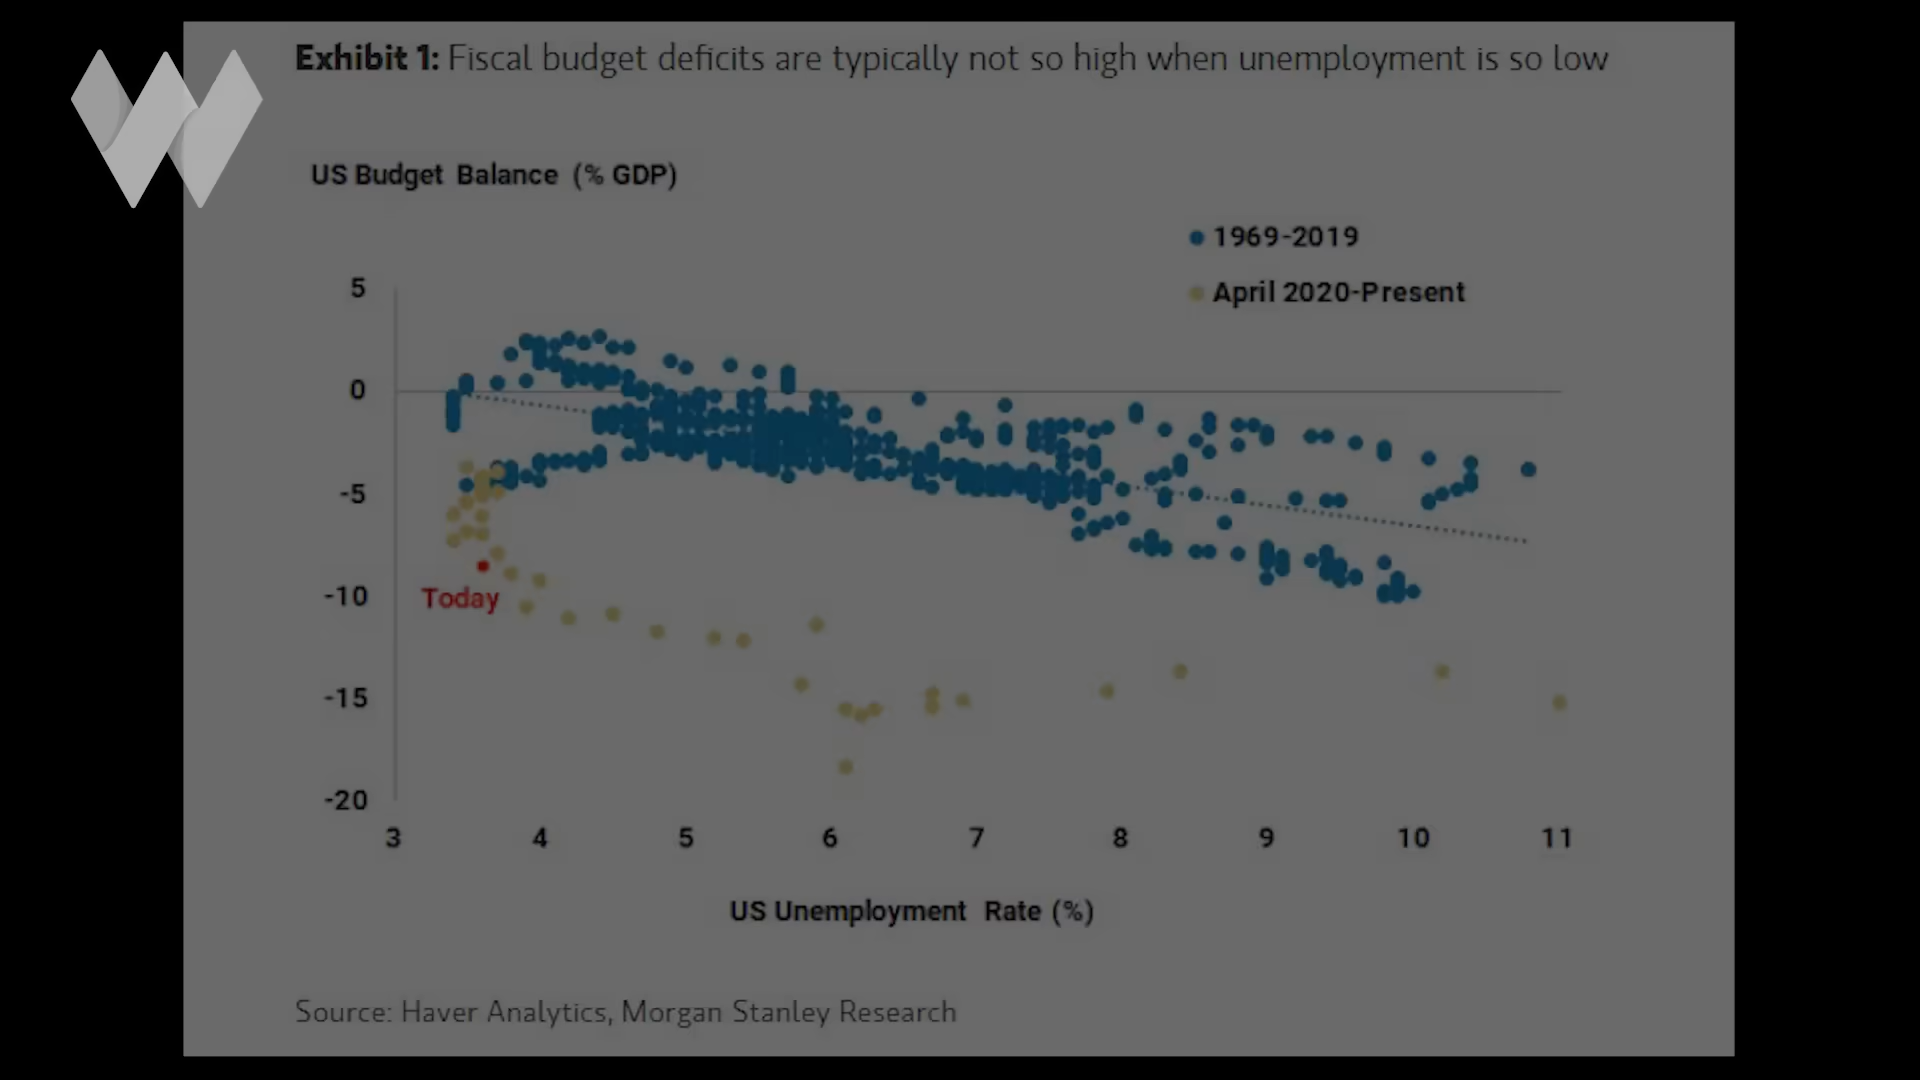 Exhibit 1: Fiscal budget deficits are typically not so high when unemployment is so low
US Budget Balance (% GDP)
1969-2019
April 2020-Present
5
0
-5
-10
-15
-20
Today
3 4 5 6 7 8 9 10 11
US Unemployment Rate (%)
Source: Haver Analytics, Morgan Stanley Research